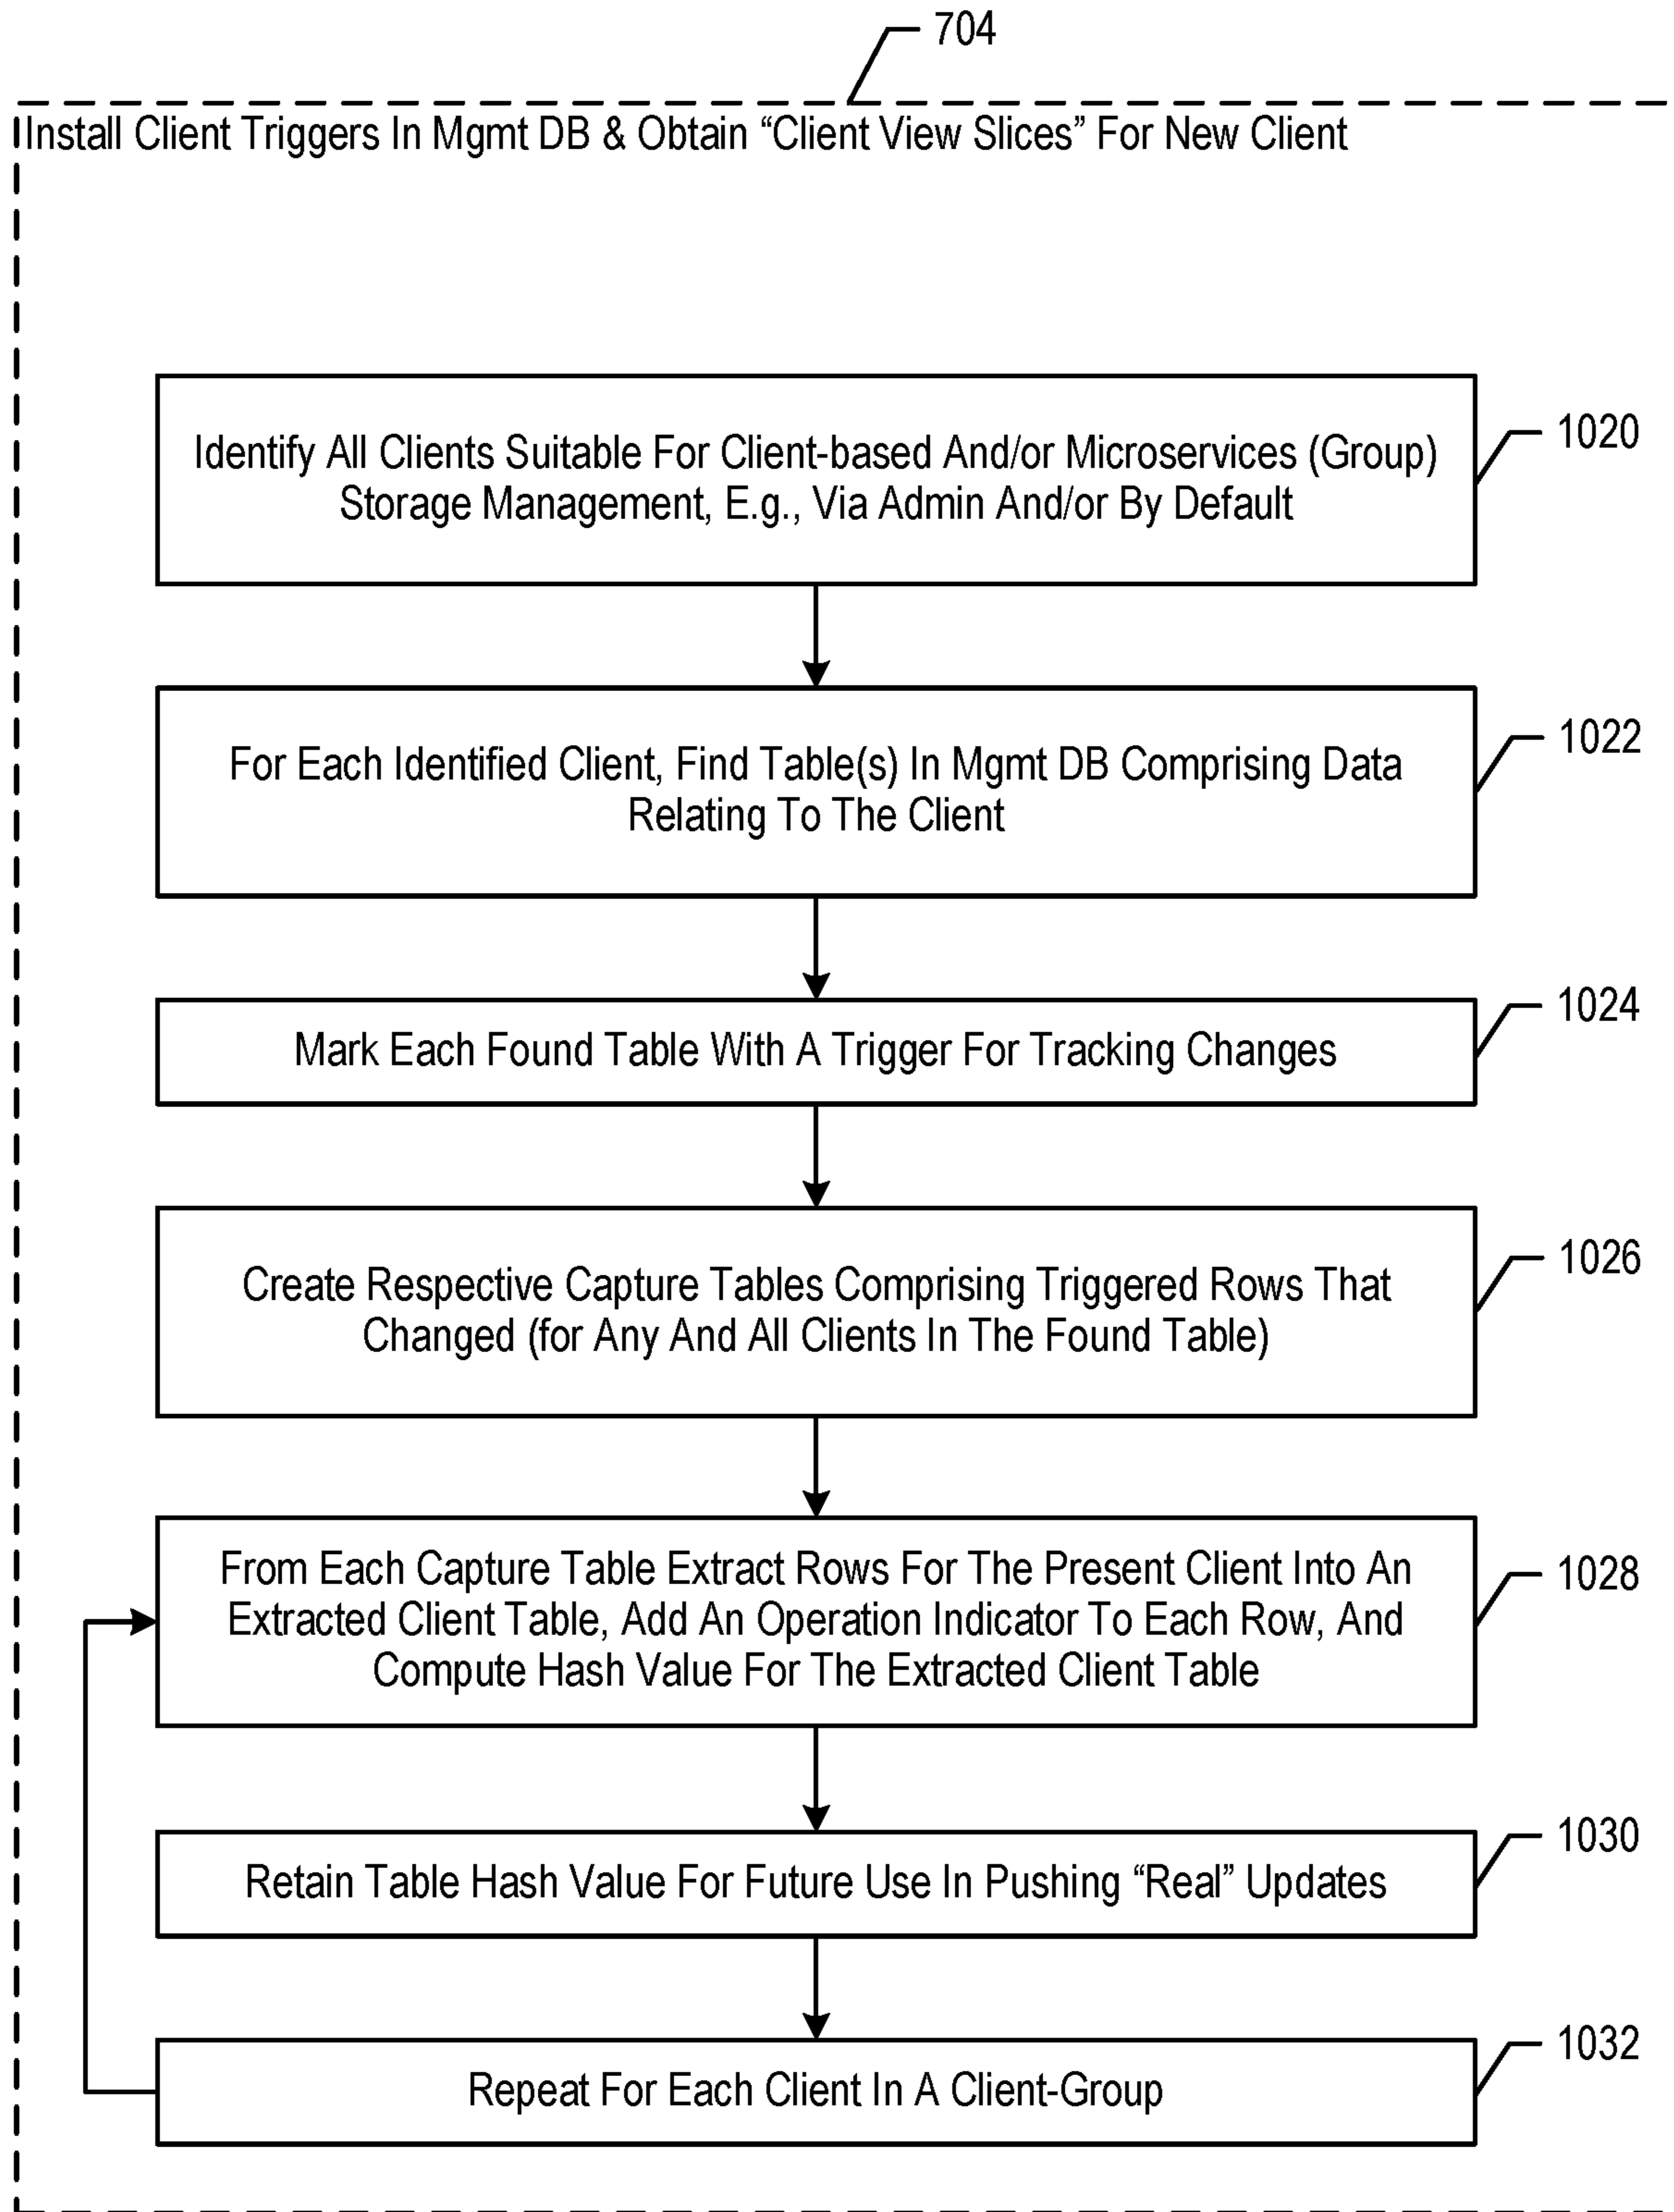 704
Install Client Triggers In Mgmt DB & Obtain “Client View Slices” For New Client
Identify All Clients Suitable For Client-based And/or Microservices (Group)
Storage Management, E.g., Via Admin And/or By Default
1020
For Each Identified Client, Find Table(s) In Mgmt DB Comprising Data
Relating To The Client
1022
Mark Each Found Table With A Trigger For Tracking Changes
1024
Create Respective Capture Tables Comprising Triggered Rows That
Changed (for Any And All Clients In The Found Table)
1026
From Each Capture Table Extract Rows For The Present Client Into An
Extracted Client Table, Add An Operation Indicator To Each Row, And
Compute Hash Value For The Extracted Client Table
1028
Retain Table Hash Value For Future Use In Pushing “Real” Updates
1030
Repeat For Each Client In A Client-Group
1032